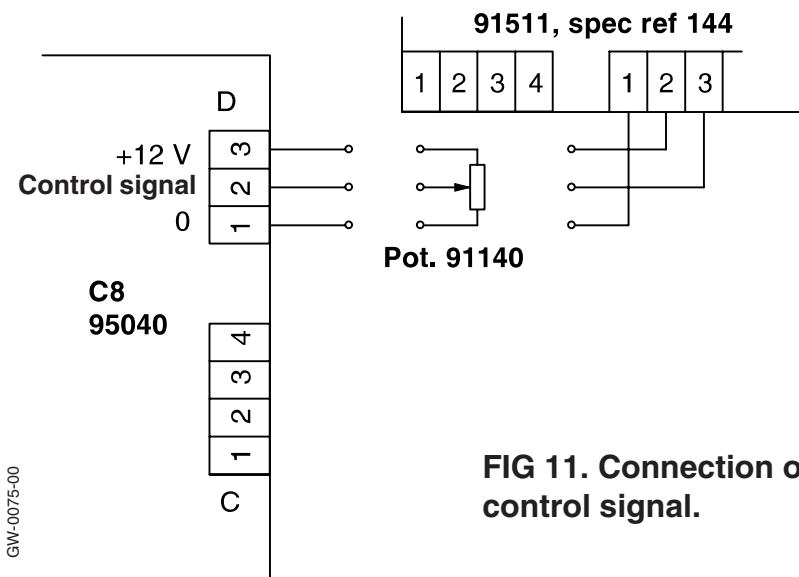 91511, spec ref 144
1 2 3 4
1 2 3
D
+12 V 3
Control signal 2
0 1
Pot. 91140
C8
95040
4
3
2
1
C
FIG 11. Connection o
control signal.
GW-0075-00